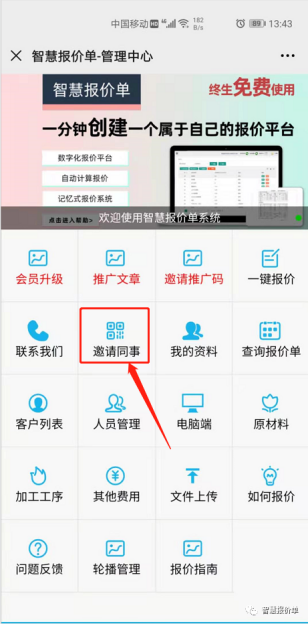 中国移动 HD 4G 182 B/s 89 13:43
智慧报价单-管理中心
智慧报价单 终生免费使用
一分钟创建一个属于自己的报价平台
数字化报价平台
自动计算报价
记忆式报价系统
点击进入帮助>
欢迎使用智慧报价单系统
会员升级 推广文章 邀请推广码 一键报价
联系我们 邀请同事 我的资料 查询报价单
客户列表 人员管理 电脑端 原材料
加工工序 其他费用 文件上传 如何报价
问题反馈 轮播管理 报价指南
智慧报价单